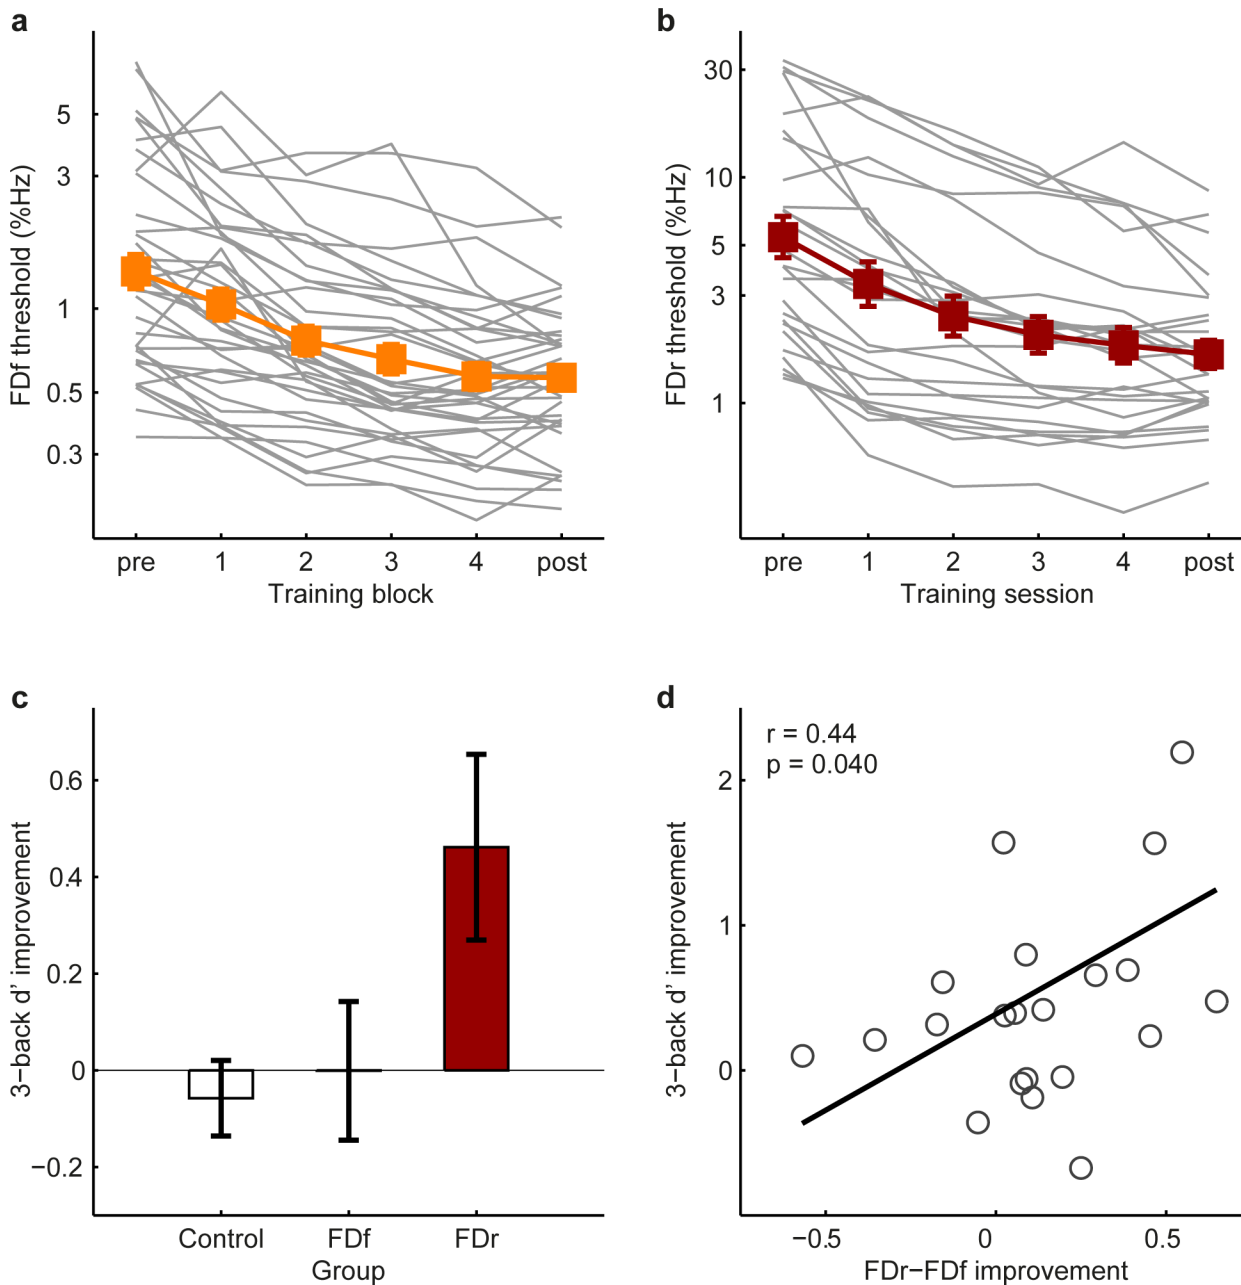 a
FDf threshold (%Hz)
5
3
1
0.5
0.3
pre 1 2 3 4 post
Training block
b
FDr threshold (%Hz)
30
10
5
3
1
pre 1 2 3 4 post
Training session
c
3−back d' improvement
0.6
0.4
0.2
0
−0.2
Control FDf FDr
Group
d
r = 0.44
p = 0.040
3−back d' improvement
2
1
0
−0.5 0 0.5
FDr−FDf improvement